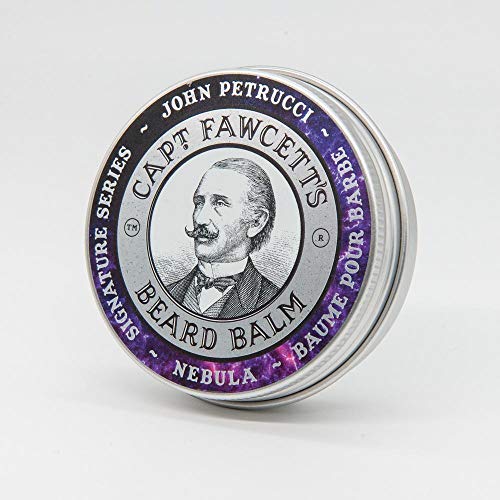 SIGNATURE SERIES ~ JOHN PETRUCCI ~
BAUME POUR BARBE ~ NEBULA ~
CAPT. FAWCETT'S
TM
R
BEARD BALM